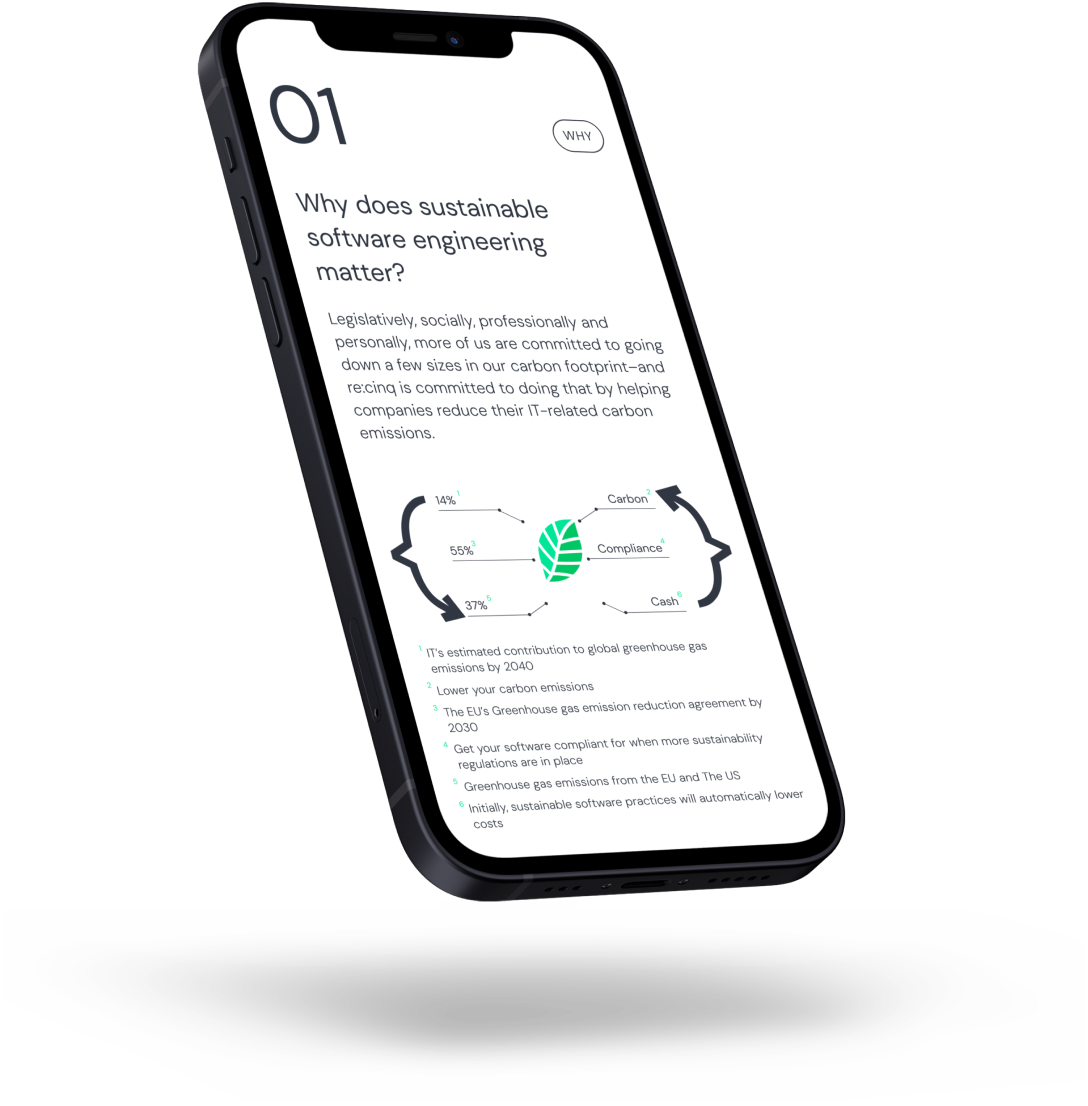 01
WHY
Why does sustainable
software engineering
matter?
Legislatively, socially, professionally and
personally, more of us are committed to going
down a few sizes in our carbon footprint–and
re:cinq is committed to doing that by helping
companies reduce their IT-related carbon
emissions.
14% 1
Carbon 2
55% 3
Compliance 4
37% 5
Cash 6
1 IT's estimated contribution to global greenhouse gas
emissions by 2040
2 Lower your carbon emissions
3 The EU's Greenhouse gas emission reduction agreement by
2030
4 Get your software compliant for when more sustainability
regulations are in place
5 Greenhouse gas emissions from the EU and The US
6 Initially, sustainable software practices will automatically lower
costs